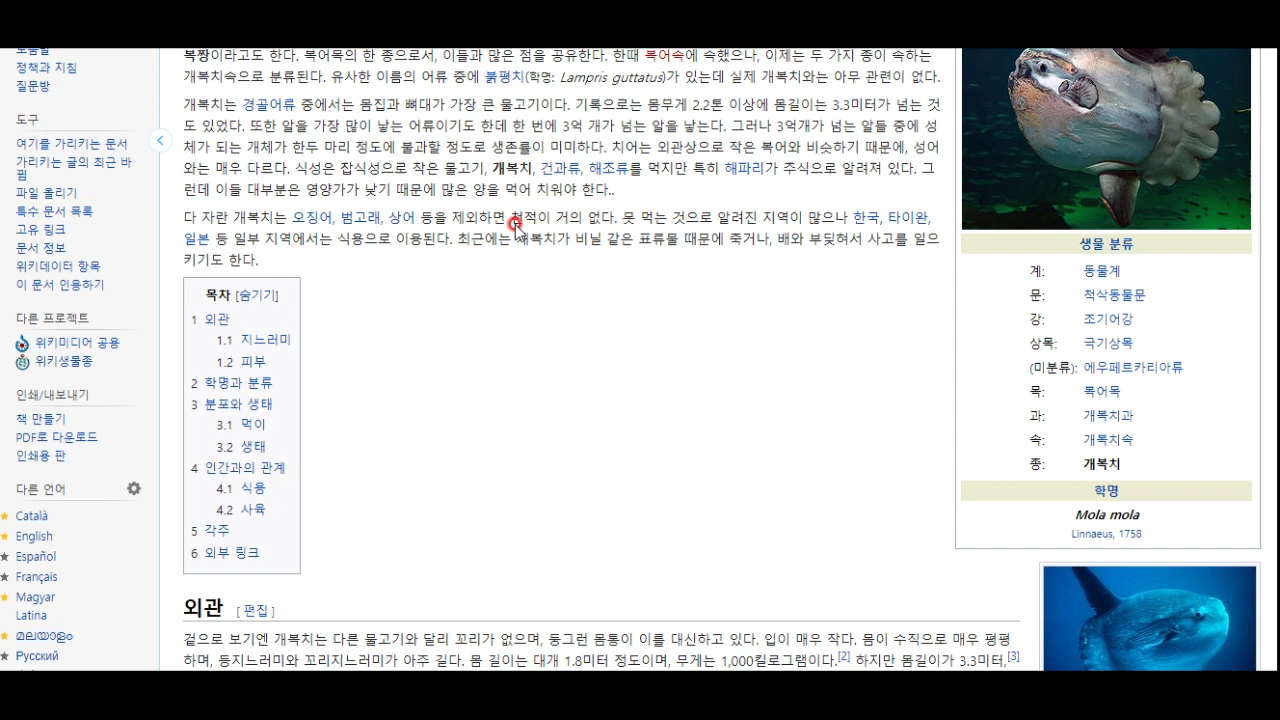 도움말
정책과 지침
질문방
도구
여기를 가리키는 문서
가리키는 글의 최근 바
뀜
파일 올리기
특수 문서 목록
고유 링크
문서 정보
위키데이터 항목
이 문서 인용하기
다른 프로젝트
위키미디어 공용
위키생물종
인쇄/내보내기
책 만들기
PDF로 다운로드
인쇄용 판
다른 언어
Català
English
Español
Français
Magyar
Latina
മലയാളം
Русский
복짱이라고도 한다. 복어목의 한 종으로서, 이들과 많은 점을 공유한다. 한때 복어속에 속했으나, 이제는 두 가지 종이 속하는
개복치속으로 분류된다. 유사한 이름의 어류 중에 붉평치(학명: Lampris guttatus)가 있는데 실제 개복치와는 아무 관련이 없다.
개복치는 경골어류 중에서는 몸집과 뼈대가 가장 큰 물고기이다. 기록으로는 몸무게 2.2톤 이상에 몸길이는 3.3미터가 넘는 것
도 있었다. 또한 알을 가장 많이 낳는 어류이기도 한데 한 번에 3억 개가 넘는 알을 낳는다. 그러나 3억개가 넘는 알들 중에 성
체가 되는 개체가 한두 마리 정도에 불과할 정도로 생존률이 미미하다. 치어는 외관상으로 작은 복어와 비슷하기 때문에, 성어
와는 매우 다르다. 식성은 잡식성으로 작은 물고기, 개복치, 건과류, 해조류를 먹지만 특히 해파리가 주식으로 알려져 있다. 그
런데 이들 대부분은 영양가가 낮기 때문에 많은 양을 먹어 치워야 한다..
다 자란 개복치는 오징어, 범고래, 상어 등을 제외하면 천적이 거의 없다. 못 먹는 것으로 알려진 지역이 많으나 한국, 타이완,
일본 등 일부 지역에서는 식용으로 이용된다. 최근에는 개복치가 비닐 같은 표류물 때문에 죽거나, 배와 부딪혀서 사고를 일으
키기도 한다.
목차 [숨기기]
1 외관
1.1 지느러미
1.2 피부
2 학명과 분류
3 분포와 생태
3.1 먹이
3.2 생태
4 인간과의 관계
4.1 식용
4.2 사육
5 각주
6 외부 링크
외관 [ 편집 ]
겉으로 보기엔 개복치는 다른 물고기와 달리 꼬리가 없으며, 둥그런 몸통이 이를 대신하고 있다. 입이 매우 작다. 몸이 수직으로 매우 평평
하며, 등지느러미와 꼬리지느러미가 아주 길다. 몸 길이는 대개 1.8미터 정도이며, 무게는 1,000킬로그램이다.[2] 하지만 몸길이가 3.3미터,[3]
생물 분류
계: 동물계
문: 척삭동물문
강: 조기어강
상목: 극기상목
(미분류): 에우페르카리아류
목: 복어목
과: 개복치과
속: 개복치속
종: 개복치
학명
Mola mola
Linnaeus, 1758